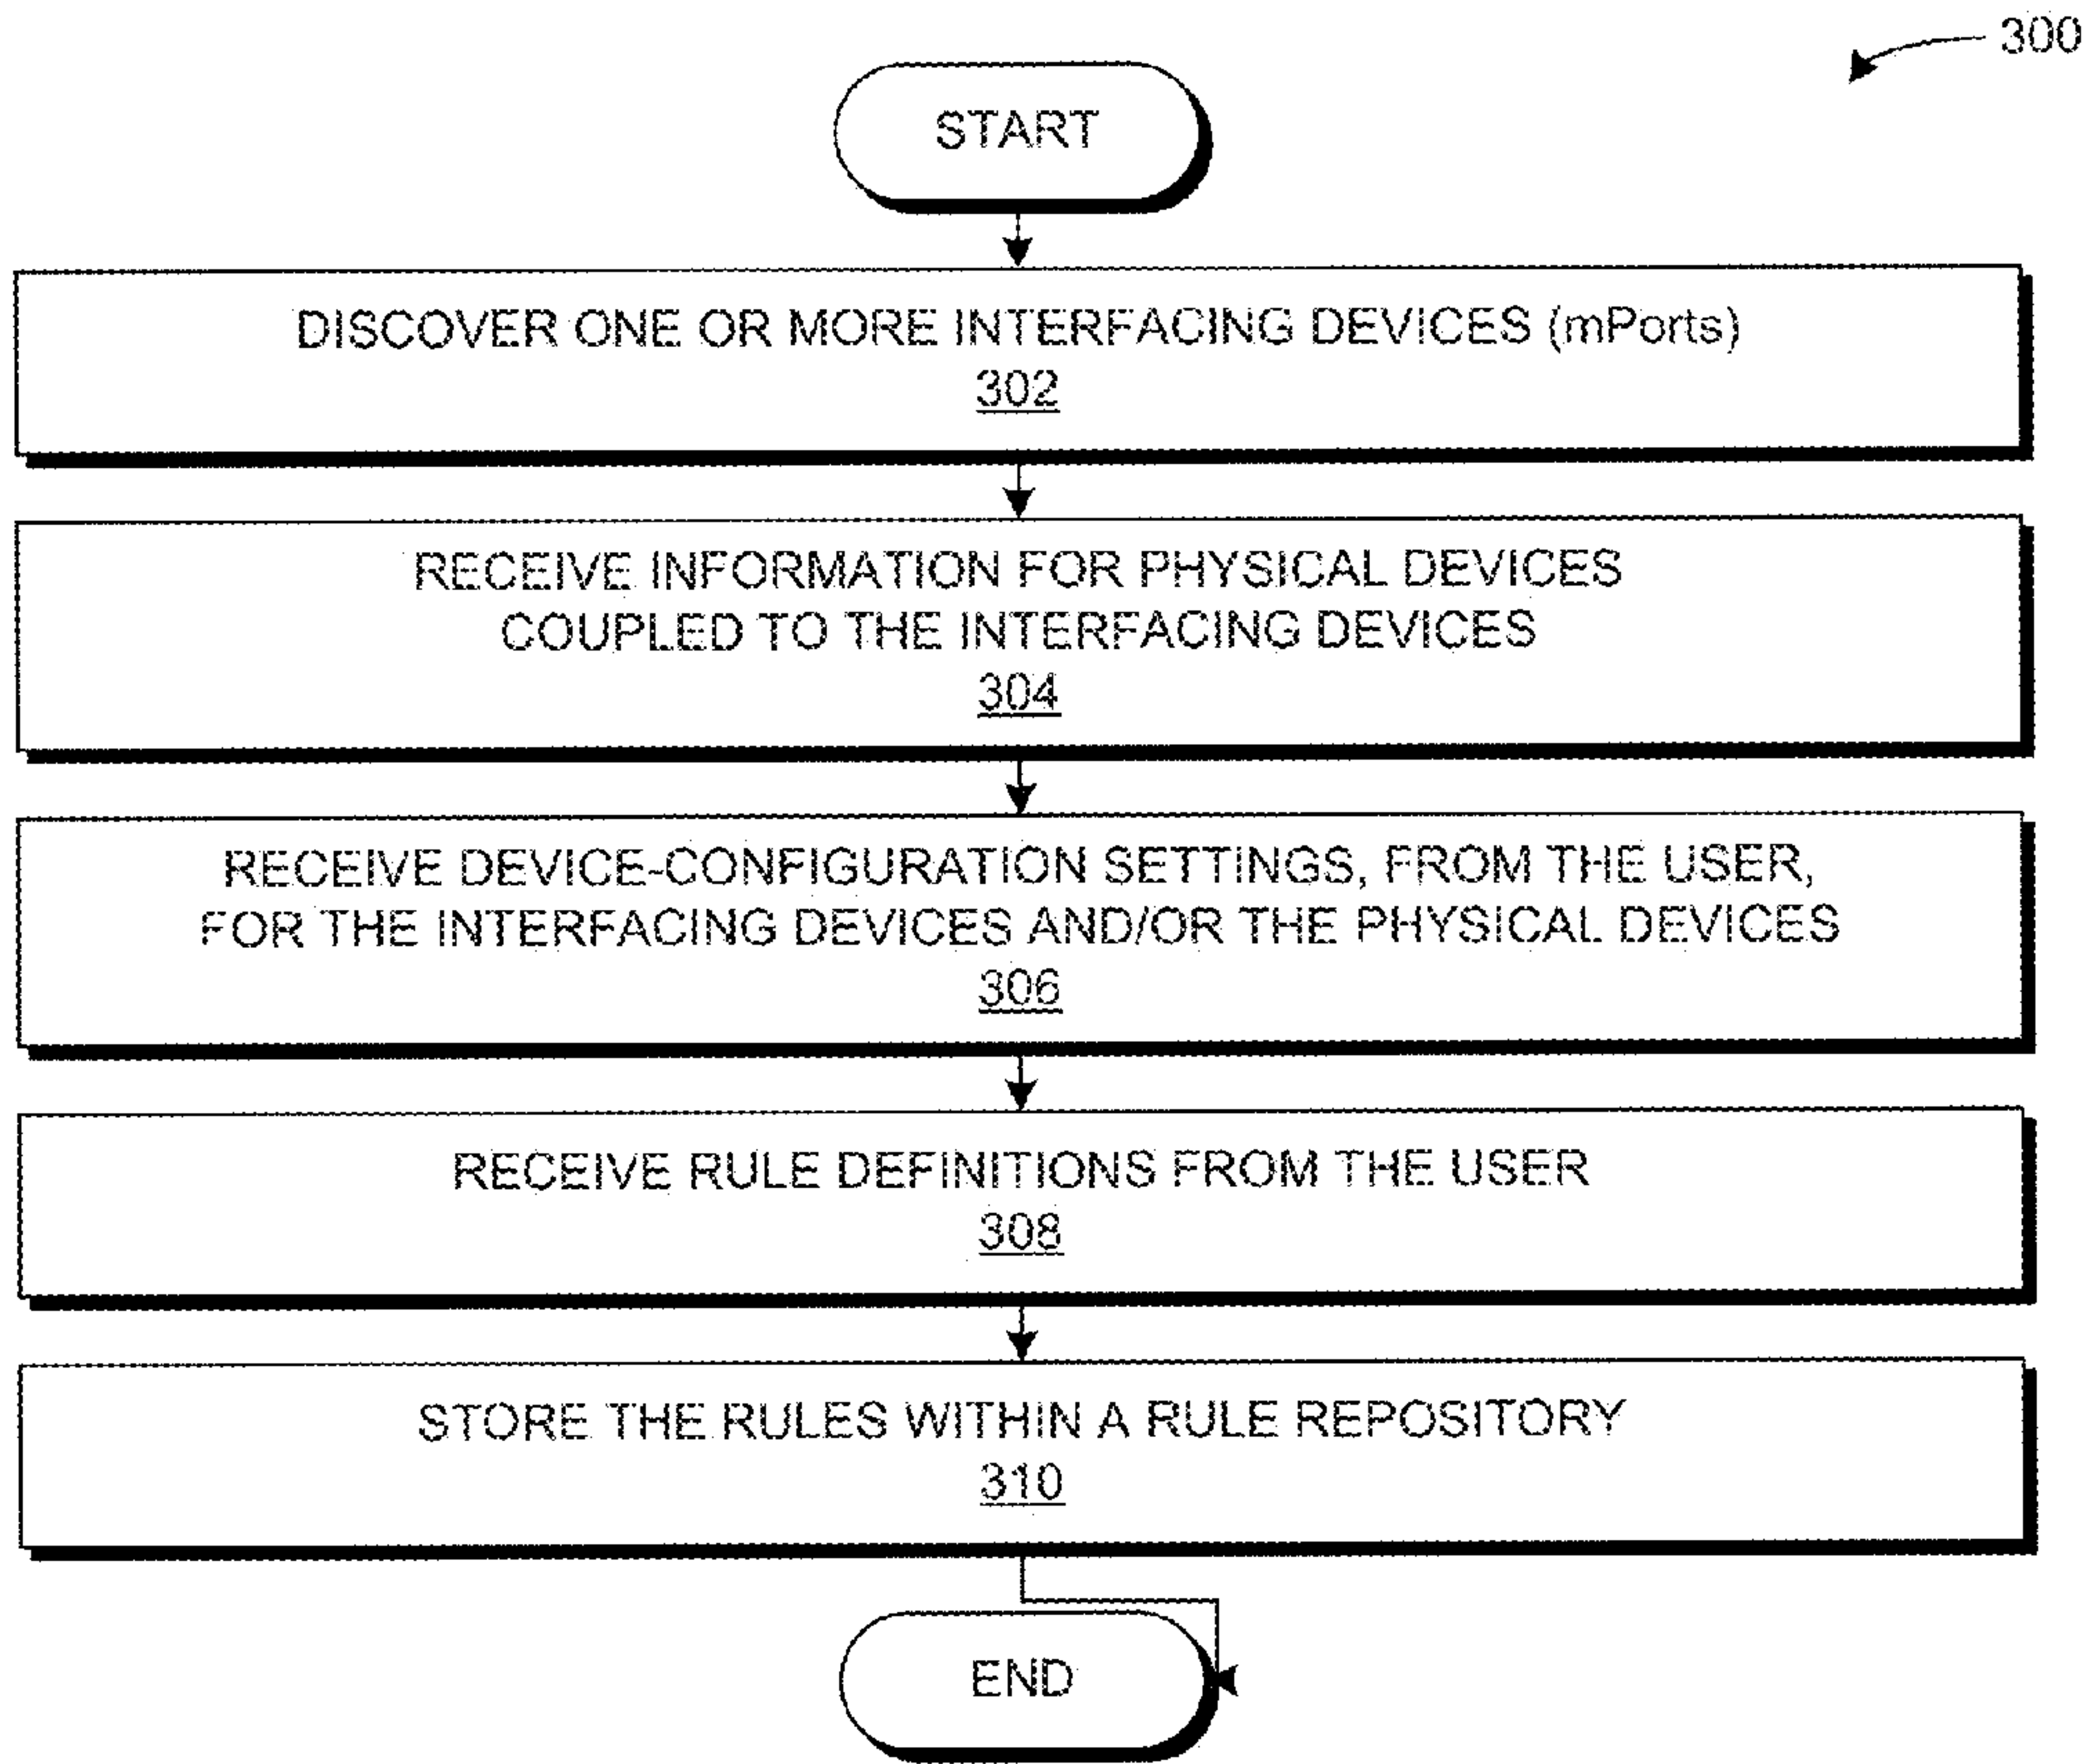 300
START
DISCOVER ONE OR MORE INTERFACING DEVICES (mPorts)
302
RECEIVE INFORMATION FOR PHYSICAL DEVICES
COUPLED TO THE INTERFACING DEVICES
304
RECEIVE DEVICE-CONFIGURATION SETTINGS, FROM THE USER,
FOR THE INTERFACING DEVICES AND/OR THE PHYSICAL DEVICES
306
RECEIVE RULE DEFINITIONS FROM THE USER
308
STORE THE RULES WITHIN A RULE REPOSITORY
310
END